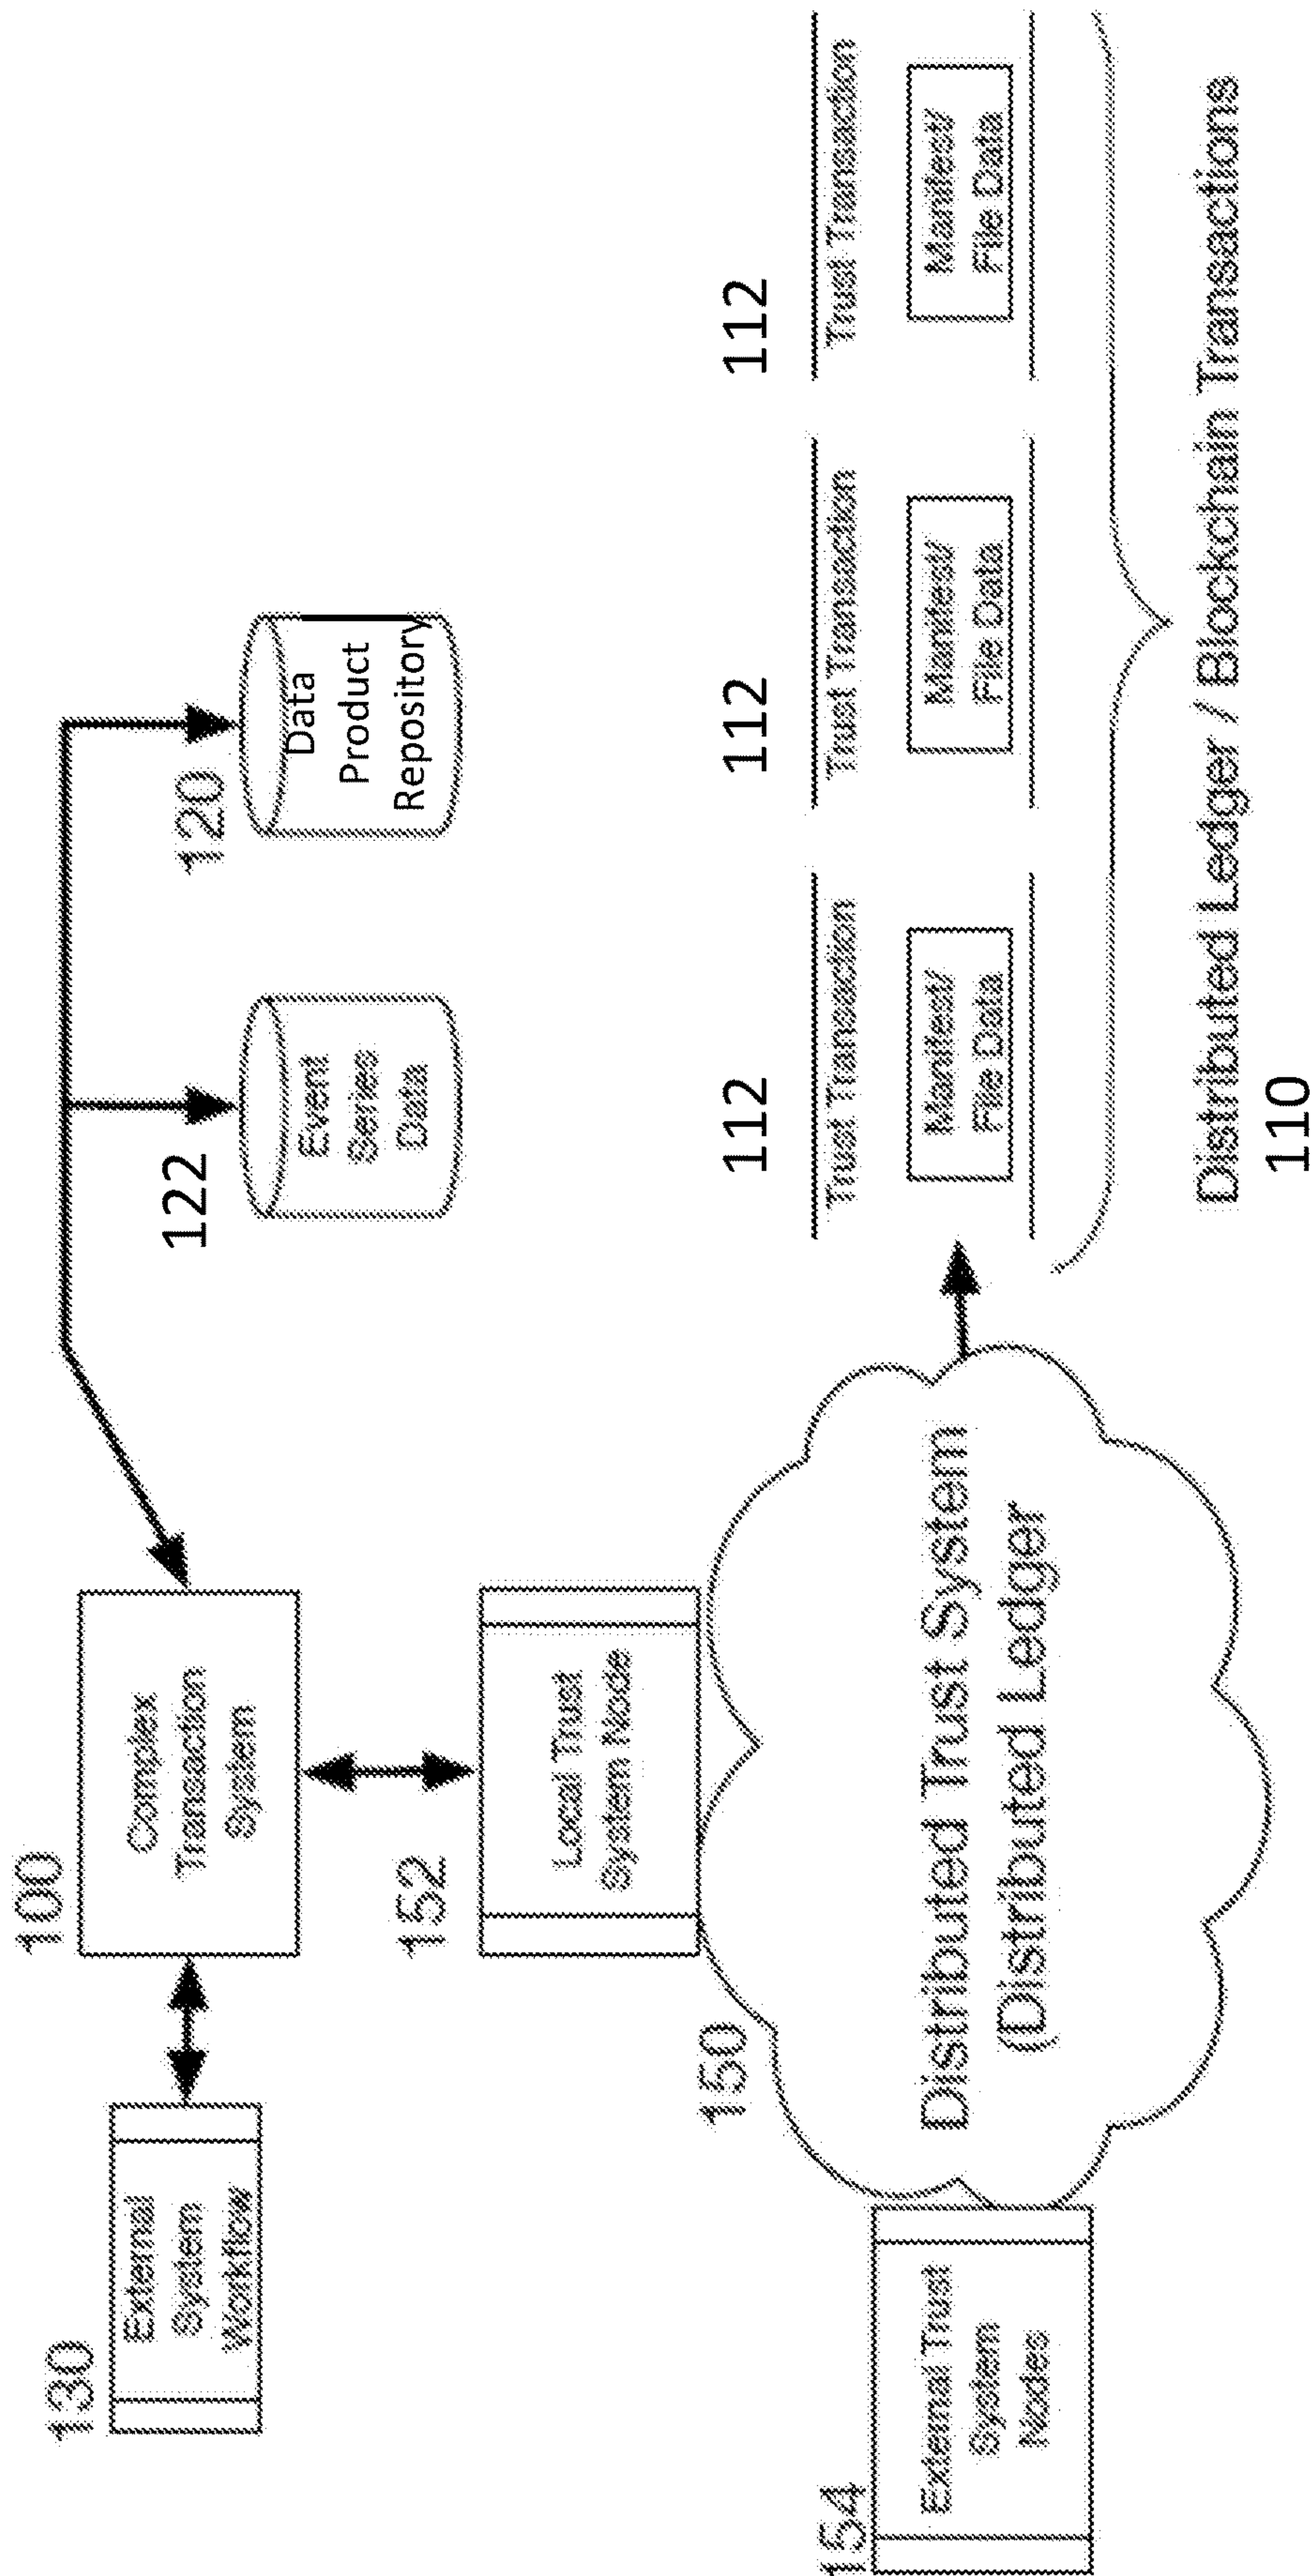 130
External
System
Workflow
100
Complex
Transaction
System
122
Event
Series
Data
120
Data
Product
Repository
152
Local Trust
System Node
150
Distributed Trust System
(Distributed Ledger
154
External Trust
System
Nodes
112
Trust Transaction
Manifest/
File Data
112
Trust Transaction
Manifest/
File Data
112
Trust Transaction
Manifest/
File Data
Distributed Ledger / Blockchain Transactions
110